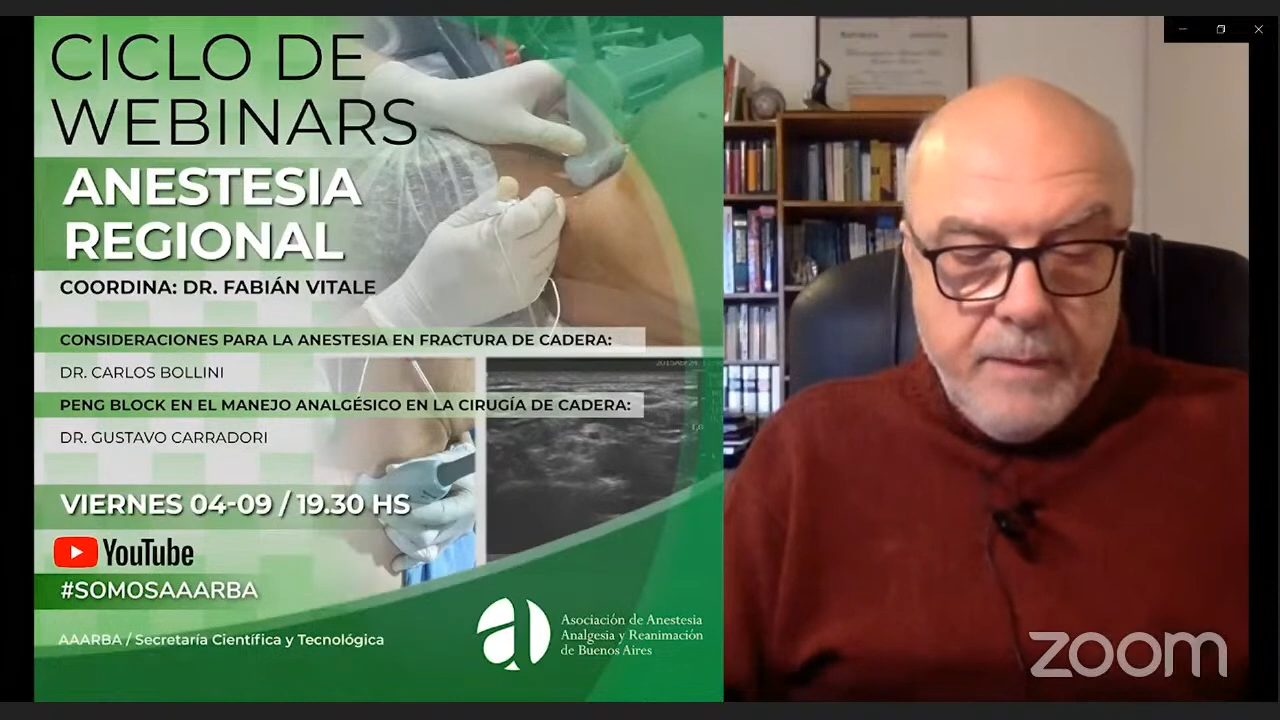 CICLO DE
WEBINARS
ANESTESIA
REGIONAL
COORDINA: DR. FABIÁN VITALE
CONSIDERACIONES PARA LA ANESTESIA EN FRACTURA DE CADERA:
DR. CARLOS BOLLINI
PENG BLOCK EN EL MANEJO ANALGÉSICO EN LA CIRUGÍA DE CADERA:
DR. GUSTAVO CARRADORI
VIERNES 04-09 / 19.30 HS
YouTube
#SOMOSAAARBA
AAARBA / Secretaría Científica y Tecnológica
Asociación de Anestesia
Analgesia y Reanimación
de Buenos Aires
zoom